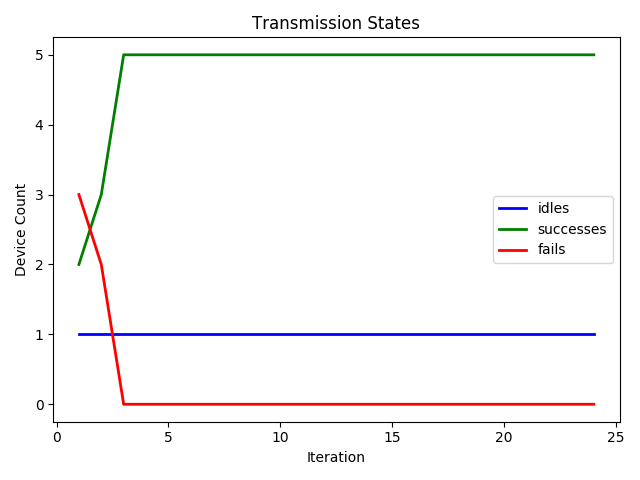 Transmission States
Device Count
5
4
3
2
1
0
idles
successes
fails
0 5 10 15 20 25
Iteration